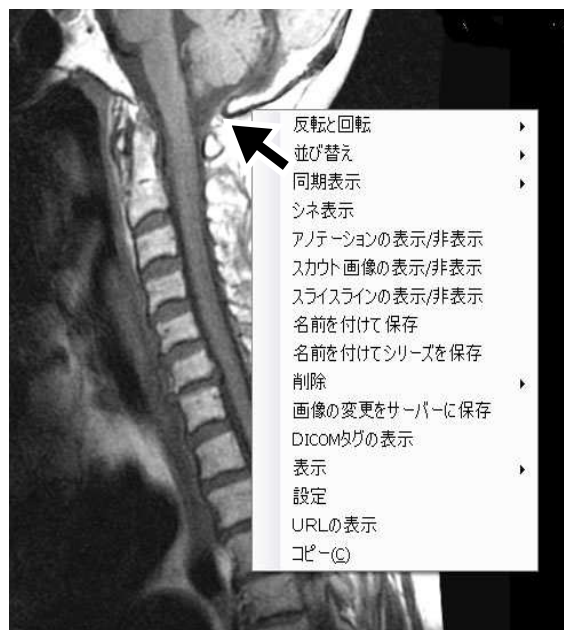 反転と回転
並び替え
同期表示
シネ表示
アノテーションの表示/非表示
スカウト画像の表示/非表示
スライスラインの表示/非表示
名前を付けて保存
名前を付けてシリーズを保存
削除
画像の変更をサーバーに保存
DICOMタグの表示
表示
設定
URLの表示
コピー(C)